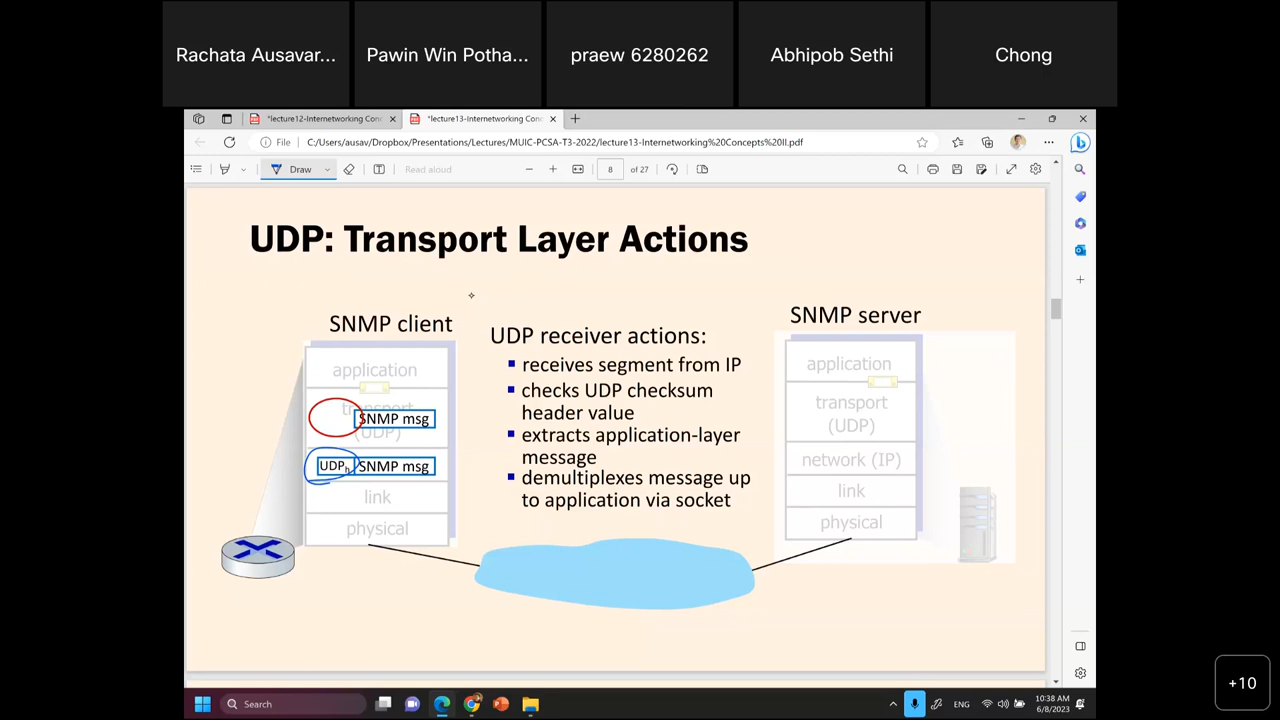 Rachata Ausavar...
Pawin Win Potha...
praew 6280262
Abhipob Sethi
Chong
*lecture12-Internetworking Conc
*lecture13-Internetworking Conc
File
C:/Users/ausav/Dropbox/Presentations/Lectures/MUIC-PCSA-T3-2022/lecture13-Internetworking%20Concepts%20II.pdf
Draw
Read aloud
8
of 27
UDP: Transport Layer Actions
SNMP client
SNMP server
UDP receiver actions:
receives segment from IP
checks UDP checksum
header value
extracts application-layer
message
demultiplexes message up
to application via socket
application
transport
(UDP)
SNMP msg
UDPh SNMP msg
link
physical
application
transport
(UDP)
network (IP)
link
physical
Search
ENG
10:38 AM
6/8/2023
+10